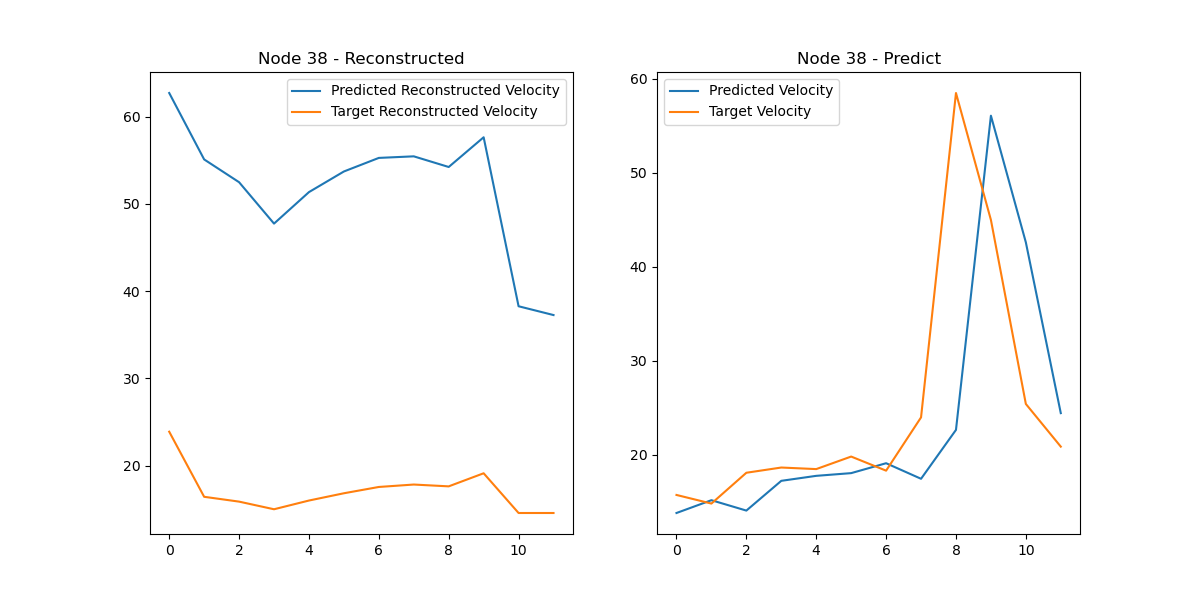 Node 38 - Reconstructed
Predicted Reconstructed Velocity
Target Reconstructed Velocity
60
50
40
30
20
0 2 4 6 8 10
Node 38 - Predict
Predicted Velocity
Target Velocity
60
50
40
30
20
0 2 4 6 8 10